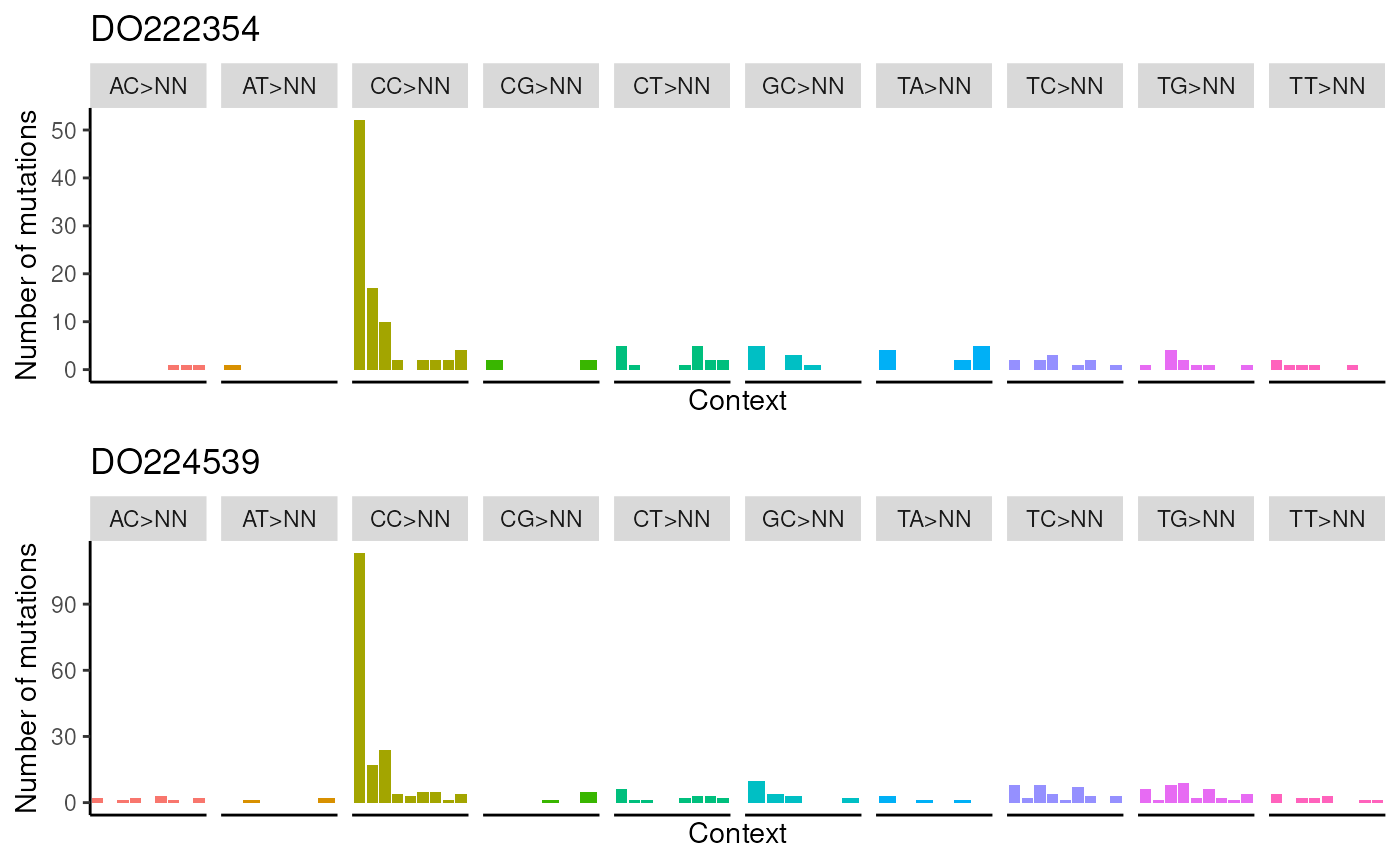 DO222354
AC>NN AT>NN CC>NN CG>NN CT>NN GC>NN TA>NN TC>NN TG>NN TT>NN
Number of mutations
50
40
30
20
10
0
Context
DO224539
AC>NN AT>NN CC>NN CG>NN CT>NN GC>NN TA>NN TC>NN TG>NN TT>NN
Number of mutations
90
60
30
0
Context